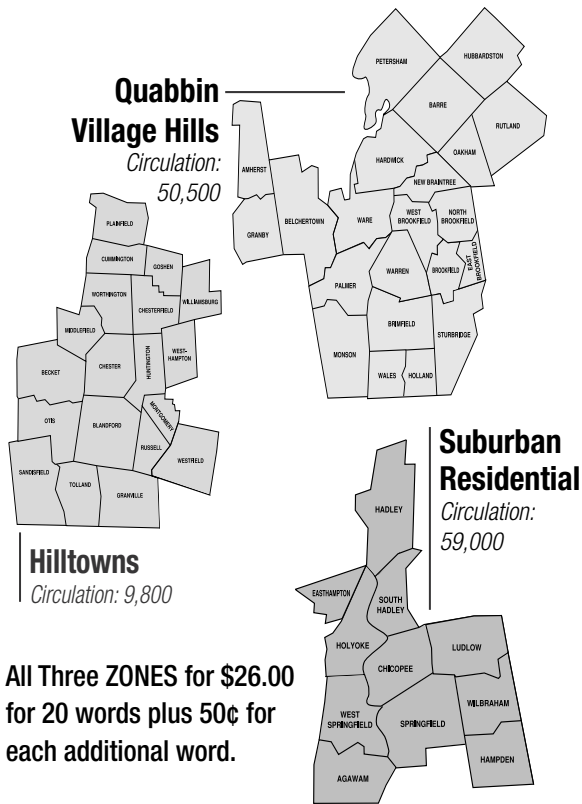 Quabbin
Village Hills
Circulation:
50,500
PETERSHAM
HUBBARDSTON
BARRE
RUTLAND
HARDWICK
OAKHAM
NEW BRAINTREE
AMHERST
BELCHERTOWN
GRANBY
WARE
WEST
BROOKFIELD
NORTH
BROOKFIELD
WARREN
BROOKFIELD
EAST
BROOKFIELD
PALMER
BRIMFIELD
STURBRIDGE
MONSON
WALES
HOLLAND
PLAINFIELD
CUMMINGTON
GOSHEN
WORTHINGTON
CHESTERFIELD
WILLIAMSBURG
MIDDLEFIELD
WEST-
HAMPTON
BECKET
CHESTER
HUNTINGTON
MONTGOMERY
OTIS
BLANDFORD
RUSSELL
WESTFIELD
SANDISFIELD
TOLLAND
GRANVILLE
Hilltowns
Circulation: 9,800
Suburban
Residential
Circulation:
59,000
HADLEY
EASTHAMPTON
SOUTH
HADLEY
HOLYOKE
CHICOPEE
LUDLOW
WEST
SPRINGFIELD
SPRINGFIELD
WILBRAHAM
HAMPDEN
AGAWAM
All Three ZONES for $26.00
for 20 words plus 50¢ for
each additional word.